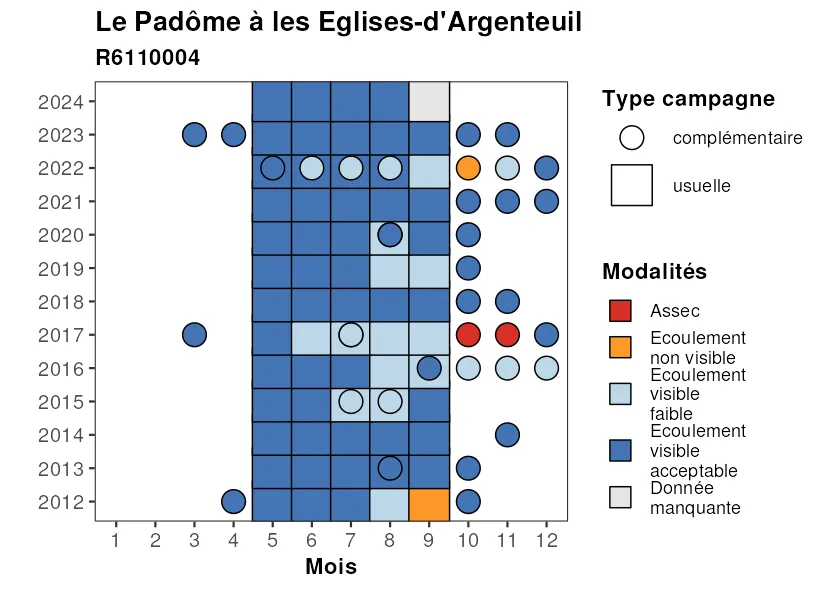 Le Padôme à les Eglises-d'Argenteuil
R6110004
2024
2023
2022
2021
2020
2019
2018
2017
2016
2015
2014
2013
2012
1 2 3 4 5 6 7 8 9 10 11 12
Mois
Type campagne
complémentaire
usuelle
Modalités
Assec
Ecoulement
non visible
Ecoulement
visible
faible
Ecoulement
visible
acceptable
Donnée
manquante